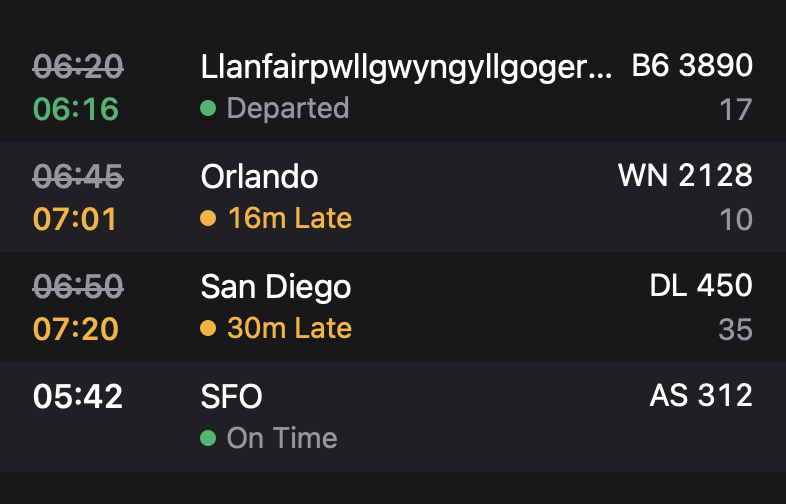 06:20 Llanfairpwllgwyngyllgoger... B6 3890
06:16 Departed 17
06:45 Orlando WN 2128
07:01 16m Late 10
06:50 San Diego DL 450
07:20 30m Late 35
05:42 SFO AS 312
On Time